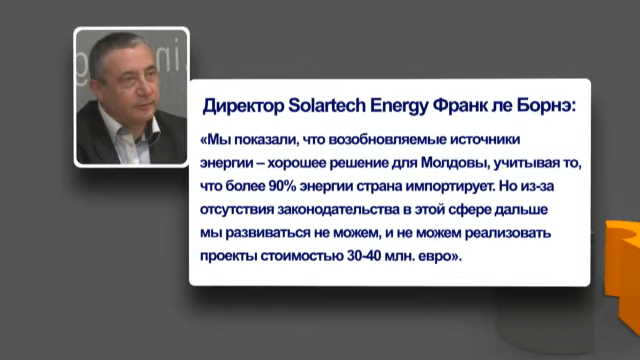 Директор Solartech Energy Франк ле Борнэ:
«Мы показали, что возобновляемые источники
энергии – хорошее решение для Молдовы, учитывая то,
что более 90% энергии страна импортирует. Но из-за
отсутствия законодательства в этой сфере дальше
мы развиваться не можем, и не можем реализовать
проекты стоимостью 30-40 млн. евро».